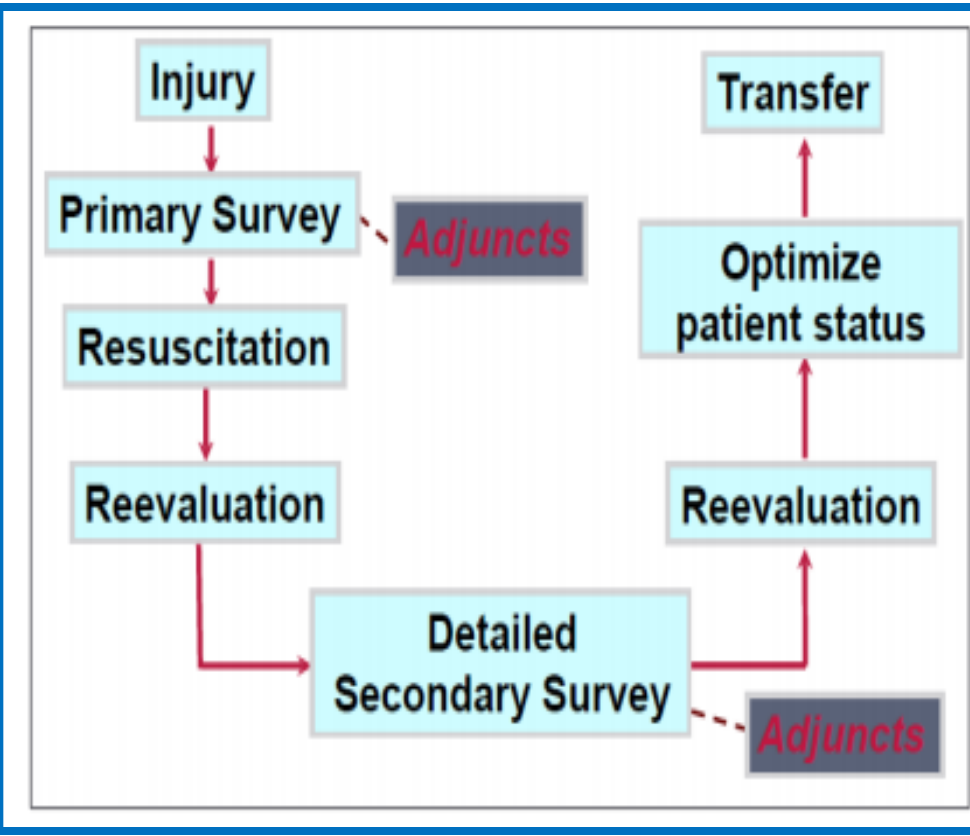 Injury
Primary Survey
Adjuncts
Resuscitation
Reevaluation
Detailed
Secondary Survey
Adjuncts
Reevaluation
Optimize
patient status
Transfer